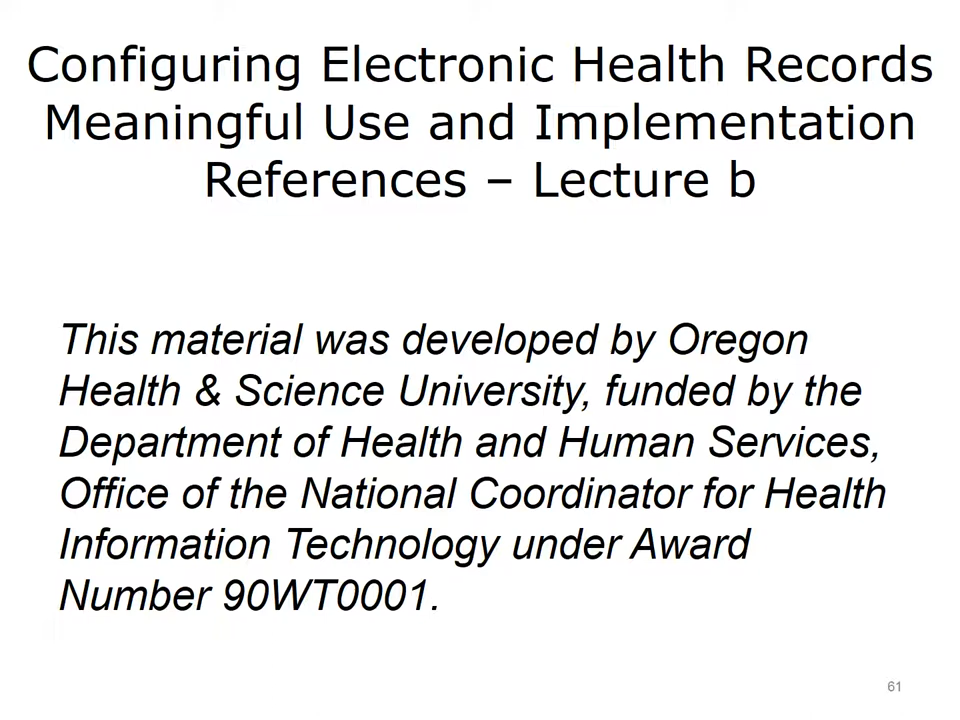 Configuring Electronic Health Records
Meaningful Use and Implementation
References – Lecture b
This material was developed by Oregon
Health & Science University, funded by the
Department of Health and Human Services,
Office of the National Coordinator for Health
Information Technology under Award
Number 90WT0001.
61